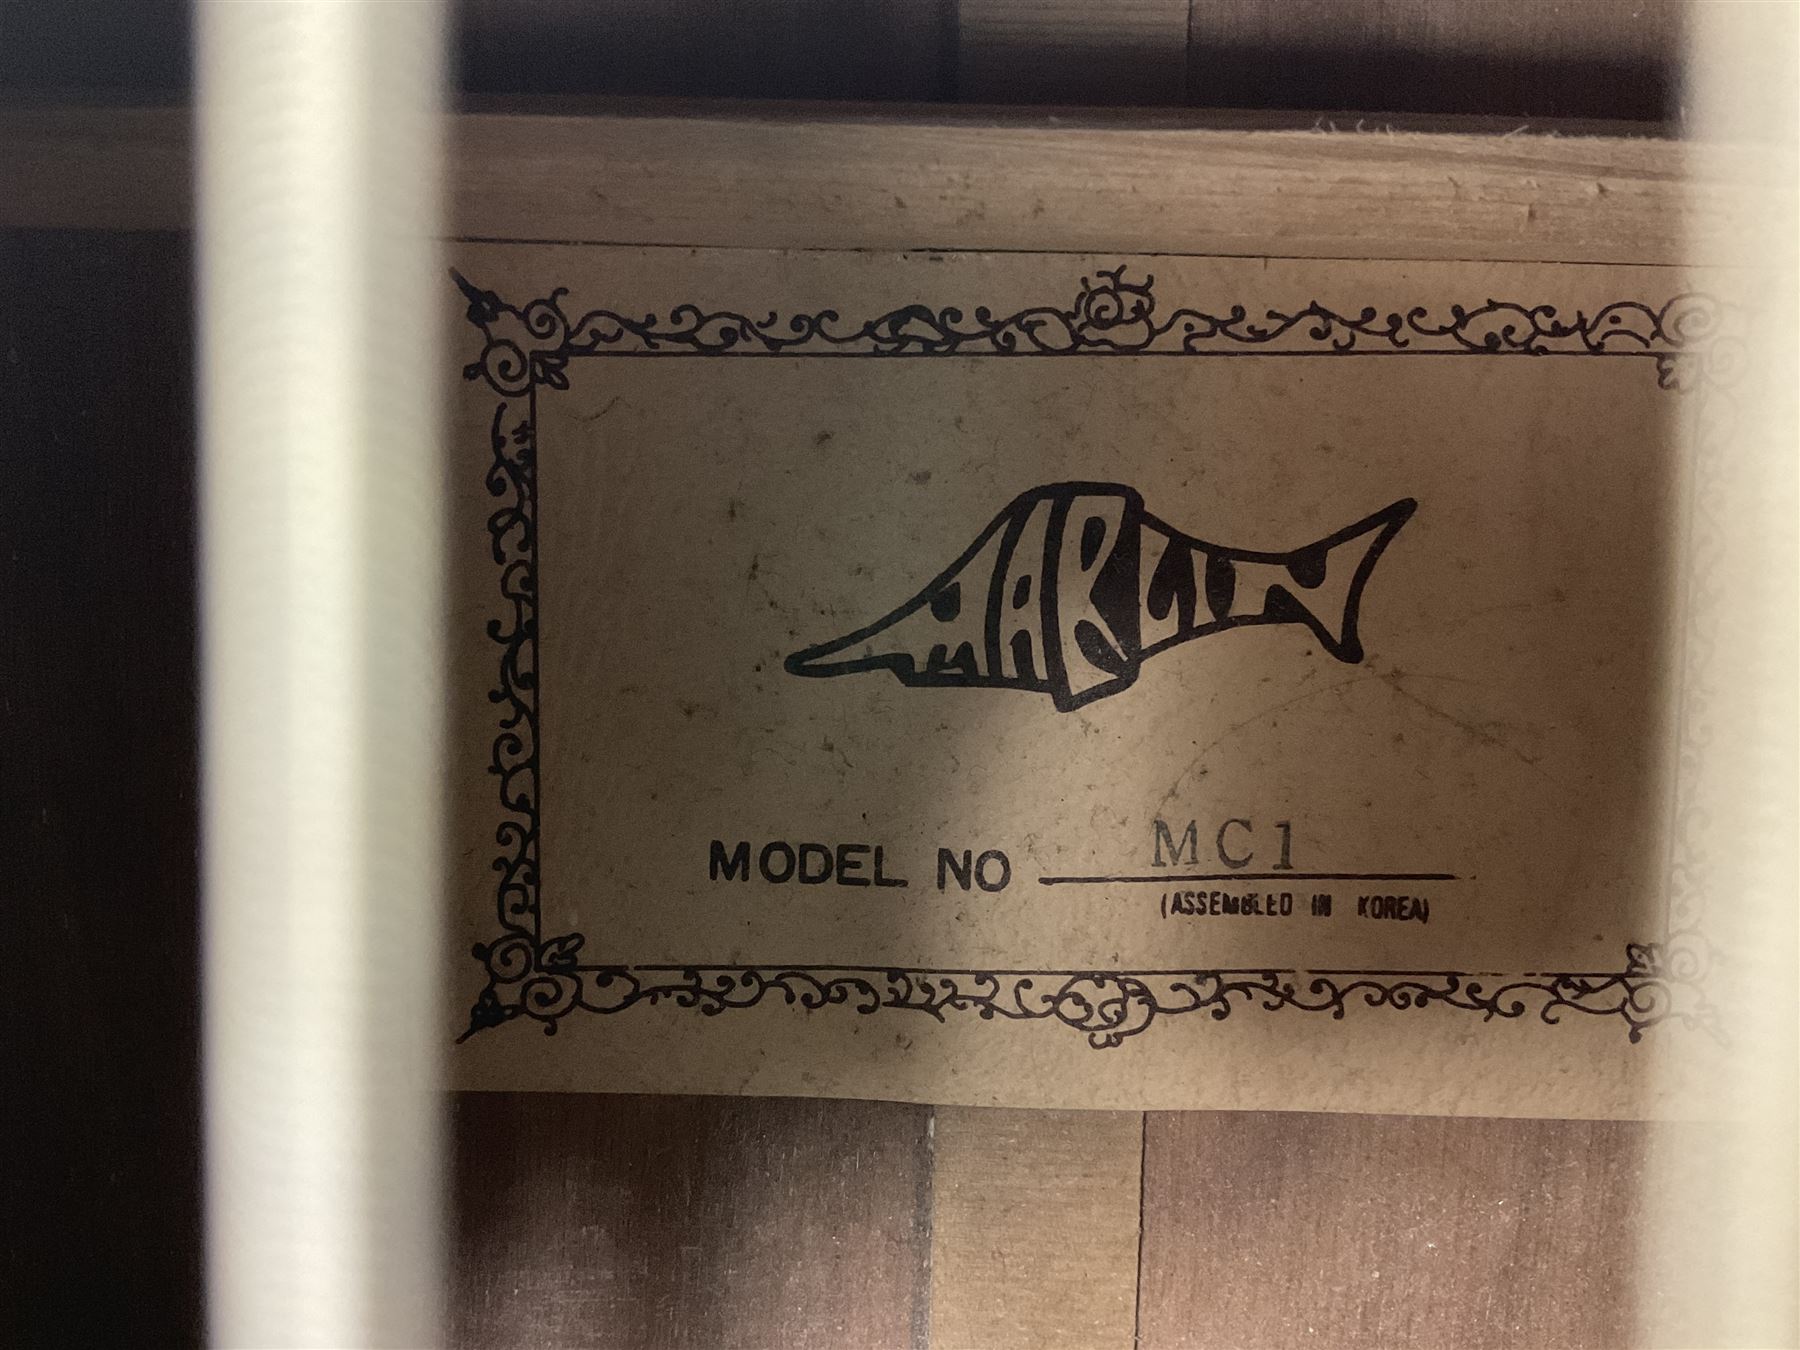 MARLIN
MODEL NO MC1
(ASSEMBLED IN KOREA)